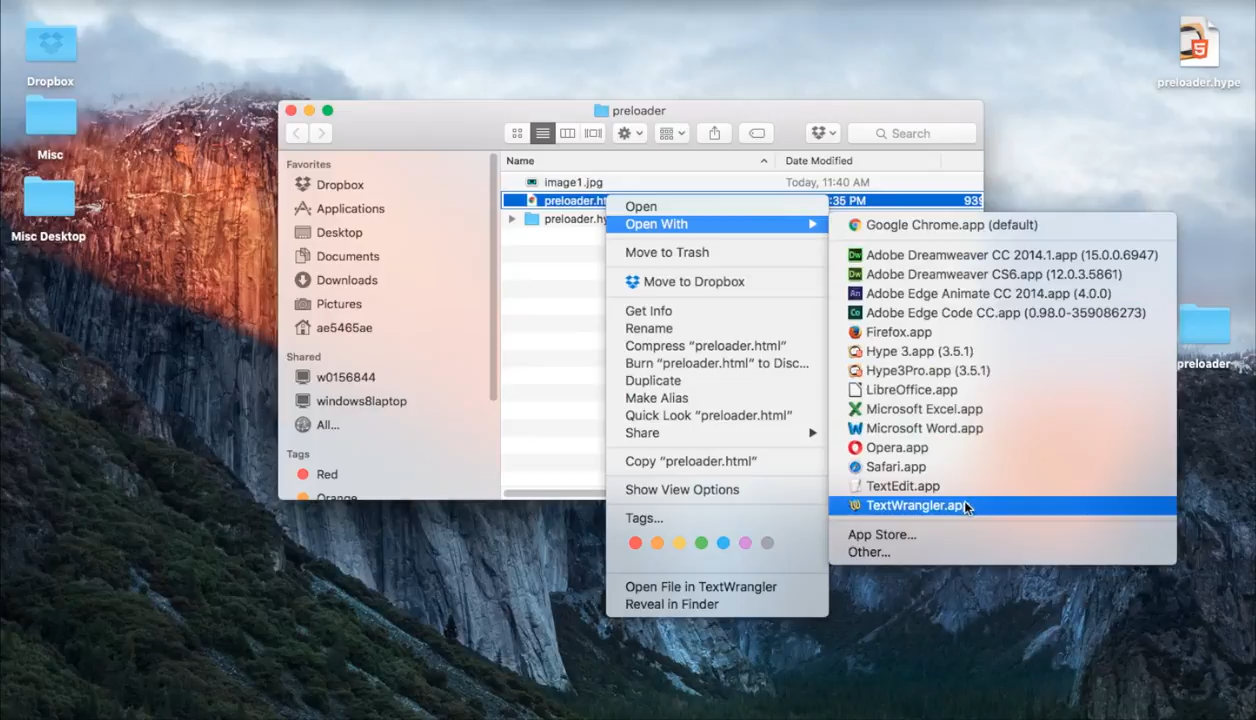 Dropbox
Misc
Misc Desktop
preloader.hype
preloader
preloader
Search
Favorites
Dropbox
Applications
Desktop
Documents
Downloads
Pictures
ae5465ae
Shared
w0156844
windows8laptop
All...
Tags
Red
Orange
Name
Date Modified
image1.jpg
Today, 11:40 AM
preloader.ht
:35 PM
939
preloader.hy
Open
Open With
Move to Trash
Move to Dropbox
Get Info
Rename
Compress “preloader.html”
Burn “preloader.html” to Disc...
Duplicate
Make Alias
Quick Look “preloader.html”
Share
Copy “preloader.html”
Show View Options
Tags...
Open File in TextWrangler
Reveal in Finder
Google Chrome.app (default)
Adobe Dreamweaver CC 2014.1.app (15.0.0.6947)
Adobe Dreamweaver CS6.app (12.0.3.5861)
Adobe Edge Animate CC 2014.app (4.0.0)
Adobe Edge Code CC.app (0.98.0-359086273)
Firefox.app
Hype 3.app (3.5.1)
Hype3Pro.app (3.5.1)
LibreOffice.app
Microsoft Excel.app
Microsoft Word.app
Opera.app
Safari.app
TextEdit.app
TextWrangler.app
App Store...
Other...